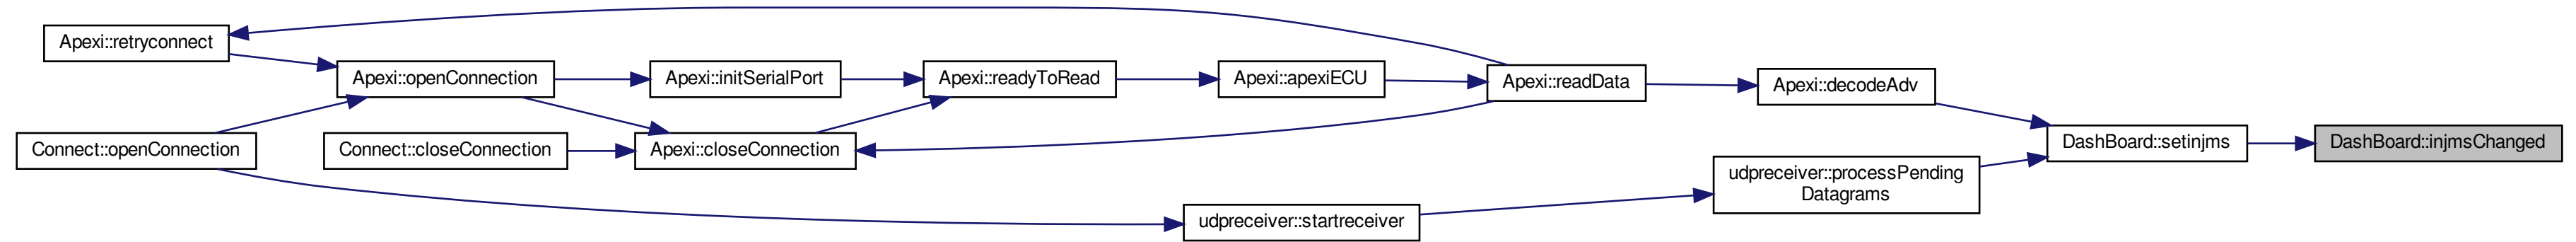 Apexi::retryconnect
Apexi::openConnection
Apexi::initSerialPort
Apexi::readyToRead
Apexi::apexiECU
Apexi::readData
Apexi::decodeAdv
Connect::openConnection
Connect::closeConnection
Apexi::closeConnection
DashBoard::setinjms
DashBoard::injmsChanged
udpreceiver::processPending
Datagrams
udpreceiver::startreceiver